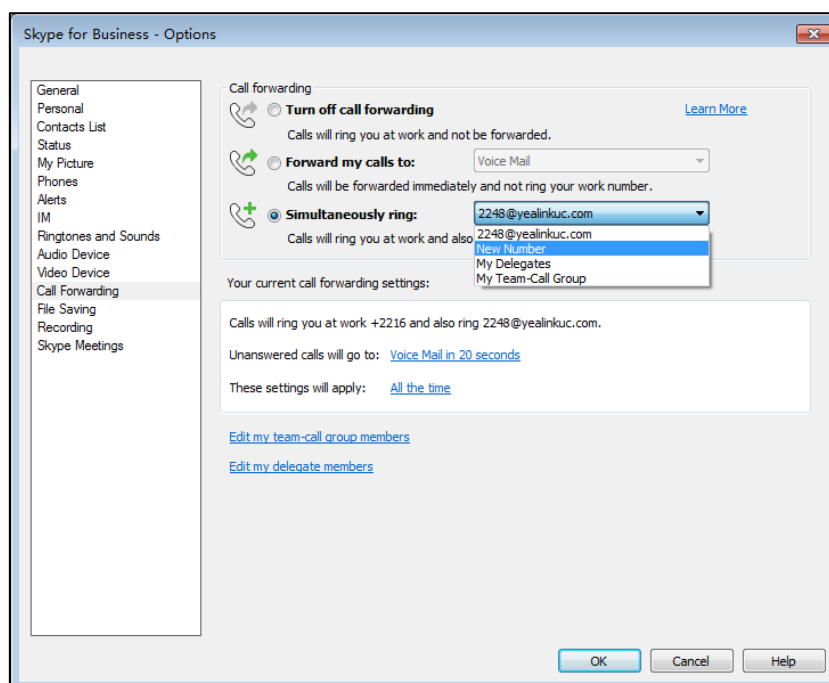 Skype for Business - Options
General
Personal
Contacts List
Status
My Picture
Phones
Alerts
IM
Ringtones and Sounds
Audio Device
Video Device
Call Forwarding
File Saving
Recording
Skype Meetings
Call forwarding
Turn off call forwarding
Learn More
Calls will ring you at work and not be forwarded.
Forward my calls to:
Voice Mail
Calls will be forwarded immediately and not ring your work number.
Simultaneously ring:
2248@yealinkuc.com
Calls will ring you at work and also
2248@yealinkuc.com
New Number
My Delegates
My Team-Call Group
Your current call forwarding settings:
Calls will ring you at work +2216 and also ring 2248@yealinkuc.com.
Unanswered calls will go to: Voice Mail in 20 seconds
These settings will apply: All the time
Edit my team-call group members
Edit my delegate members
OK
Cancel
Help